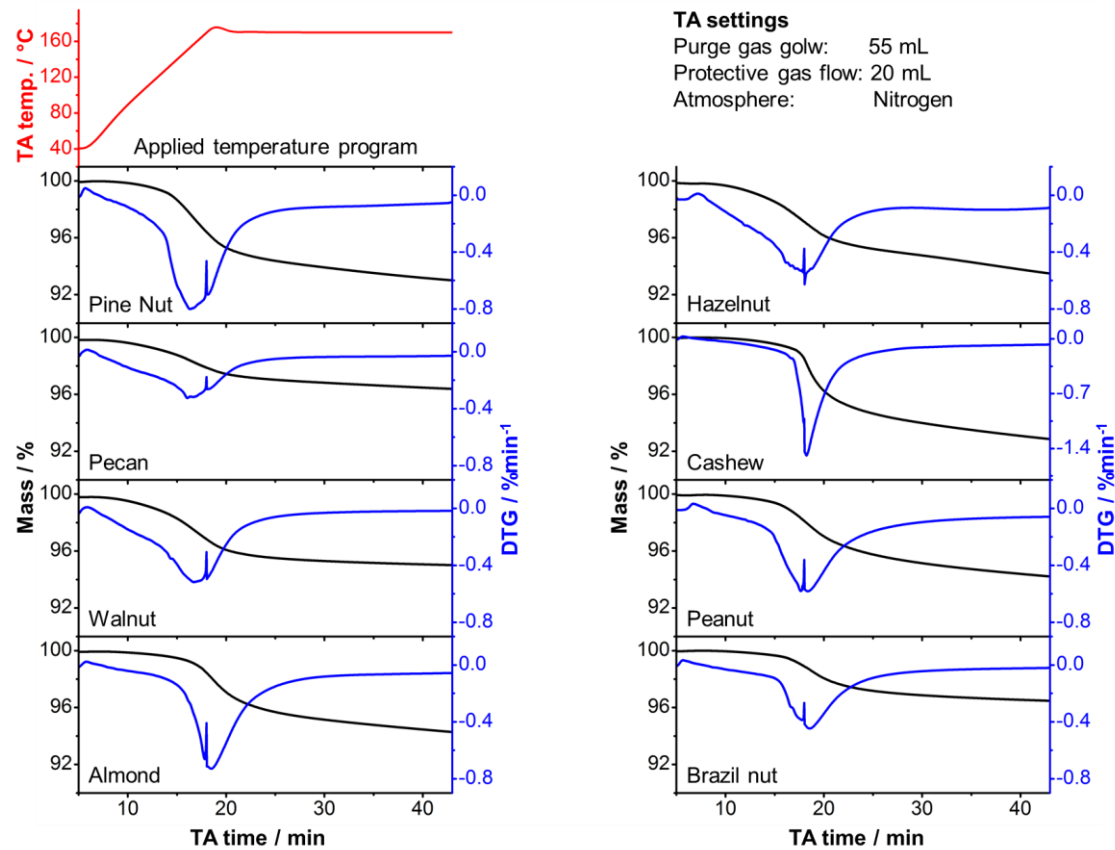 TA temp. / °C
160
120
80
40
Applied temperature program
TA settings
Purge gas golw: 55 mL
Protective gas flow: 20 mL
Atmosphere: Nitrogen
Mass / %
100
96
92
Pine Nut
0.0
-0.4
-0.8
100
96
92
Pecan
0.0
-0.4
-0.8
100
96
92
Walnut
0.0
-0.4
-0.8
100
96
92
Almond
0.0
-0.4
-0.8
DTG / %min-1
10 20 30 40
TA time / min
Mass / %
100
96
92
Hazelnut
0.0
-0.4
-0.8
100
96
92
Cashew
0.0
-0.7
-1.4
100
96
92
Peanut
0.0
-0.4
-0.8
100
96
92
Brazil nut
0.0
-0.4
-0.8
DTG / %min-1
10 20 30 40
TA time / min